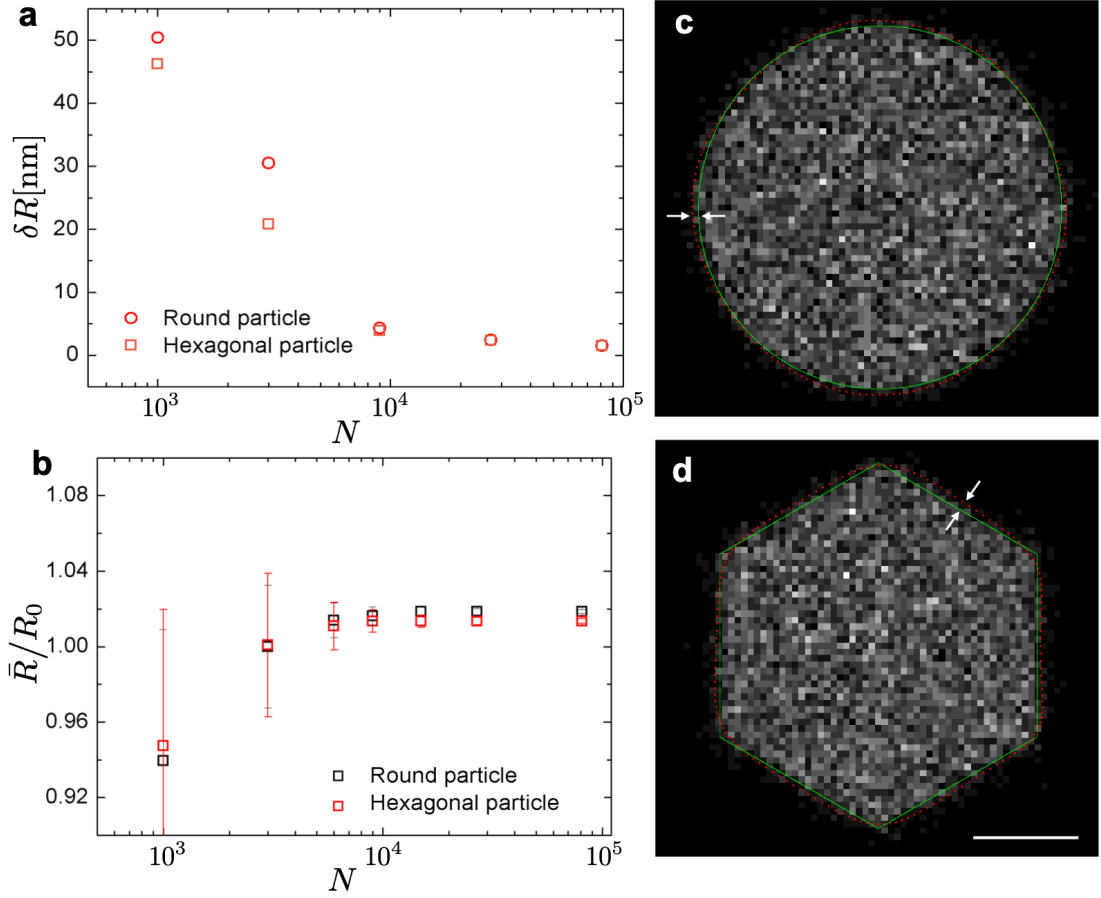 a
50
40
30
20
10
0
δR[nm]
Round particle
Hexagonal particle
10³
10⁴
10⁵
N
b
1.08
1.04
1.00
0.96
0.92
R̄/R₀
Round particle
Hexagonal particle
10³
10⁴
10⁵
N
c
d